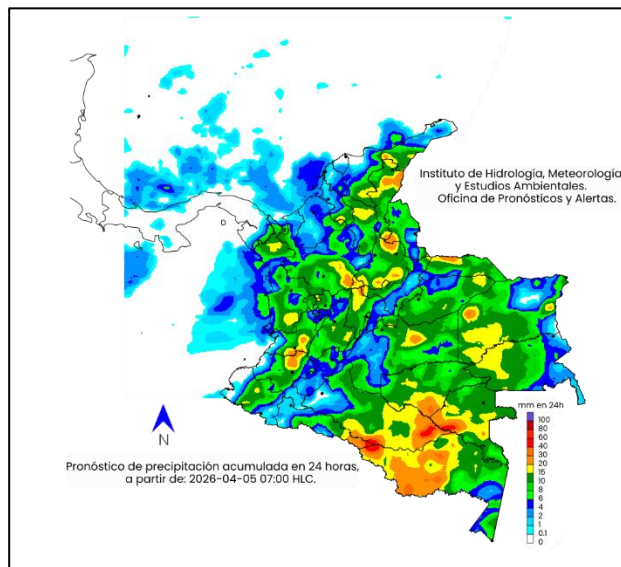 Instituto de Hidrología, Meteorología
y Estudios Ambientales.
Oficina de Pronósticos y Alertas.
mm en 24h
100
80
60
40
30
20
15
10
8
6
4
2
1
0.1
0
N
Pronóstico de precipitación acumulada en 24 horas,
a partir de: 2026-04-05 07:00 HLC.